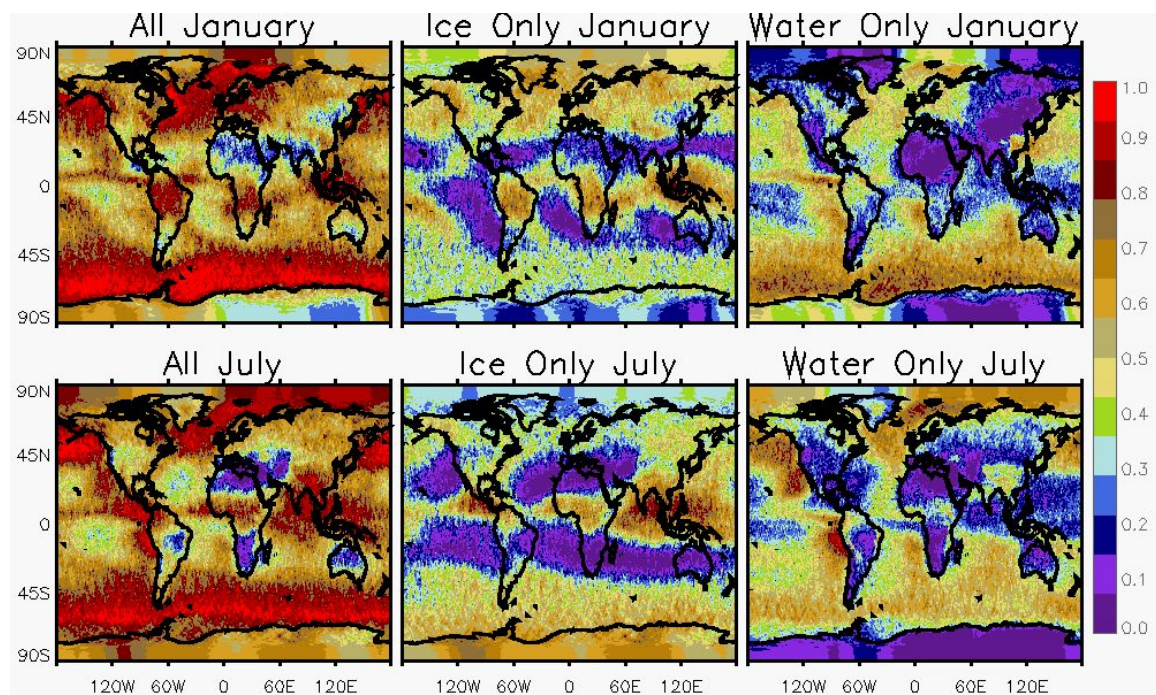 All January
Ice Only January
Water Only January
90N
45N
0
45S
90S
1.0
0.9
0.8
0.7
0.6
0.5
0.4
0.3
0.2
0.1
0.0
All July
Ice Only July
Water Only July
90N
45N
0
45S
90S
120W 60W 0 60E 120E
120W 60W 0 60E 120E
120W 60W 0 60E 120E